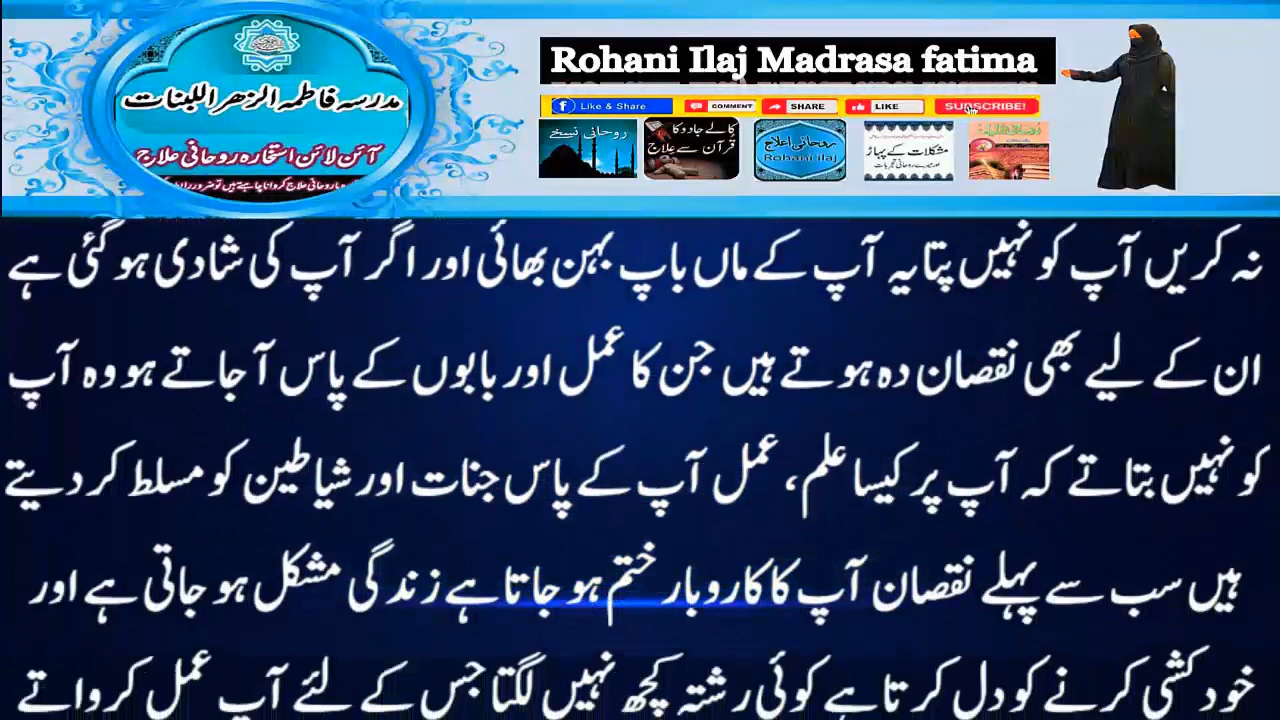 مدرسہ فاطمہ الزھراللبنات
آئن لائن استخارہ روحانی علاج
Rohani Ilaj Madrasa fatima
Like & Share
COMMENT
SHARE
LIKE
SUBSCRIBE!
روحانی نسخے
کالے جادو کا
قرآن سے علاج
روحانی اعلاج
Rohani ilaj
مشکلات کے پہاڑ
نہ کریں آپ کو نہیں پتا یہ آپ کے ماں باپ بہن بھائی اور اگر آپ کی شادی ہو گئی ہے
ان کے لیے بھی نقصان دہ ہوتے ہیں جن کا عمل اور بابوں کے پاس آ جاتے ہو وہ آپ
کو نہیں بتاتے کہ آپ پر کیسا علم، عمل آپ کے پاس جنات اور شیاطین کو مسلط کر دیتے
ہیں سب سے پہلے نقصان آپ کا کاروبار ختم ہو جاتا ہے زندگی مشکل ہو جاتی ہے اور
خودکشی کرنے کو دل کرتا ہے کوئی رشتہ کچھ نہیں لگتا جس کے لئے آپ عمل کرواتے